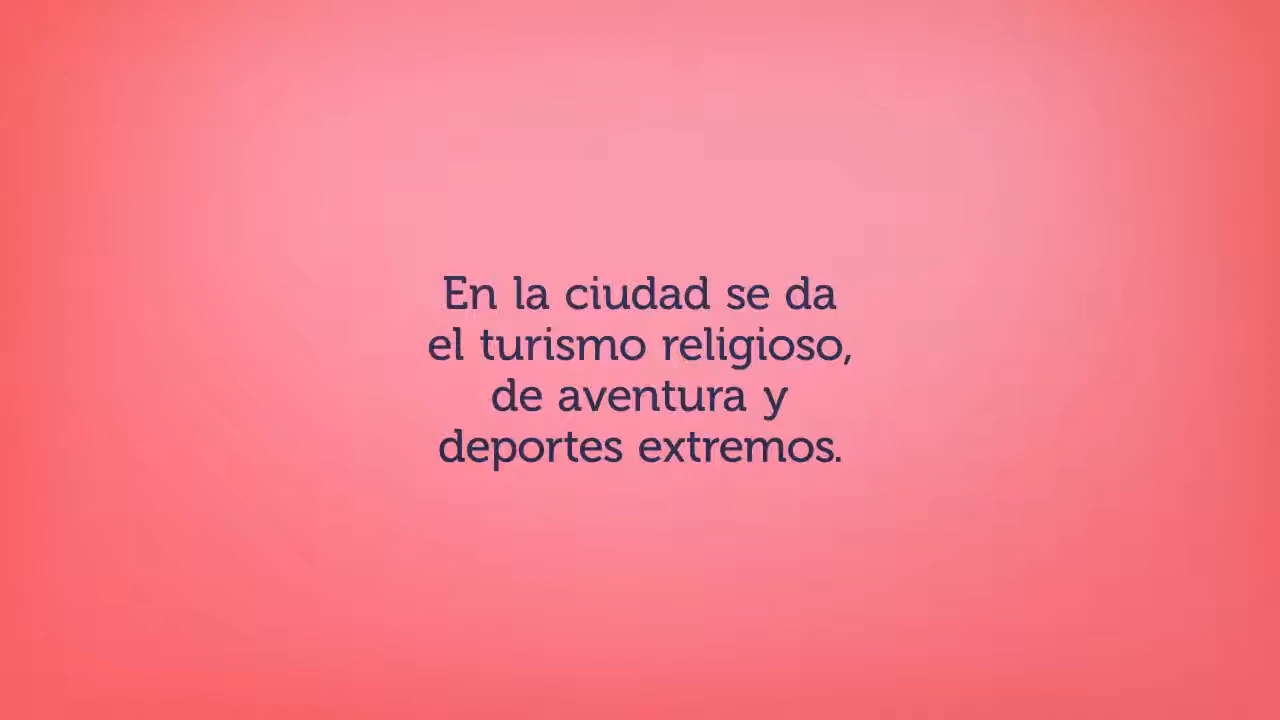 En la ciudad se da
el turismo religioso,
de aventura y
deportes extremos.